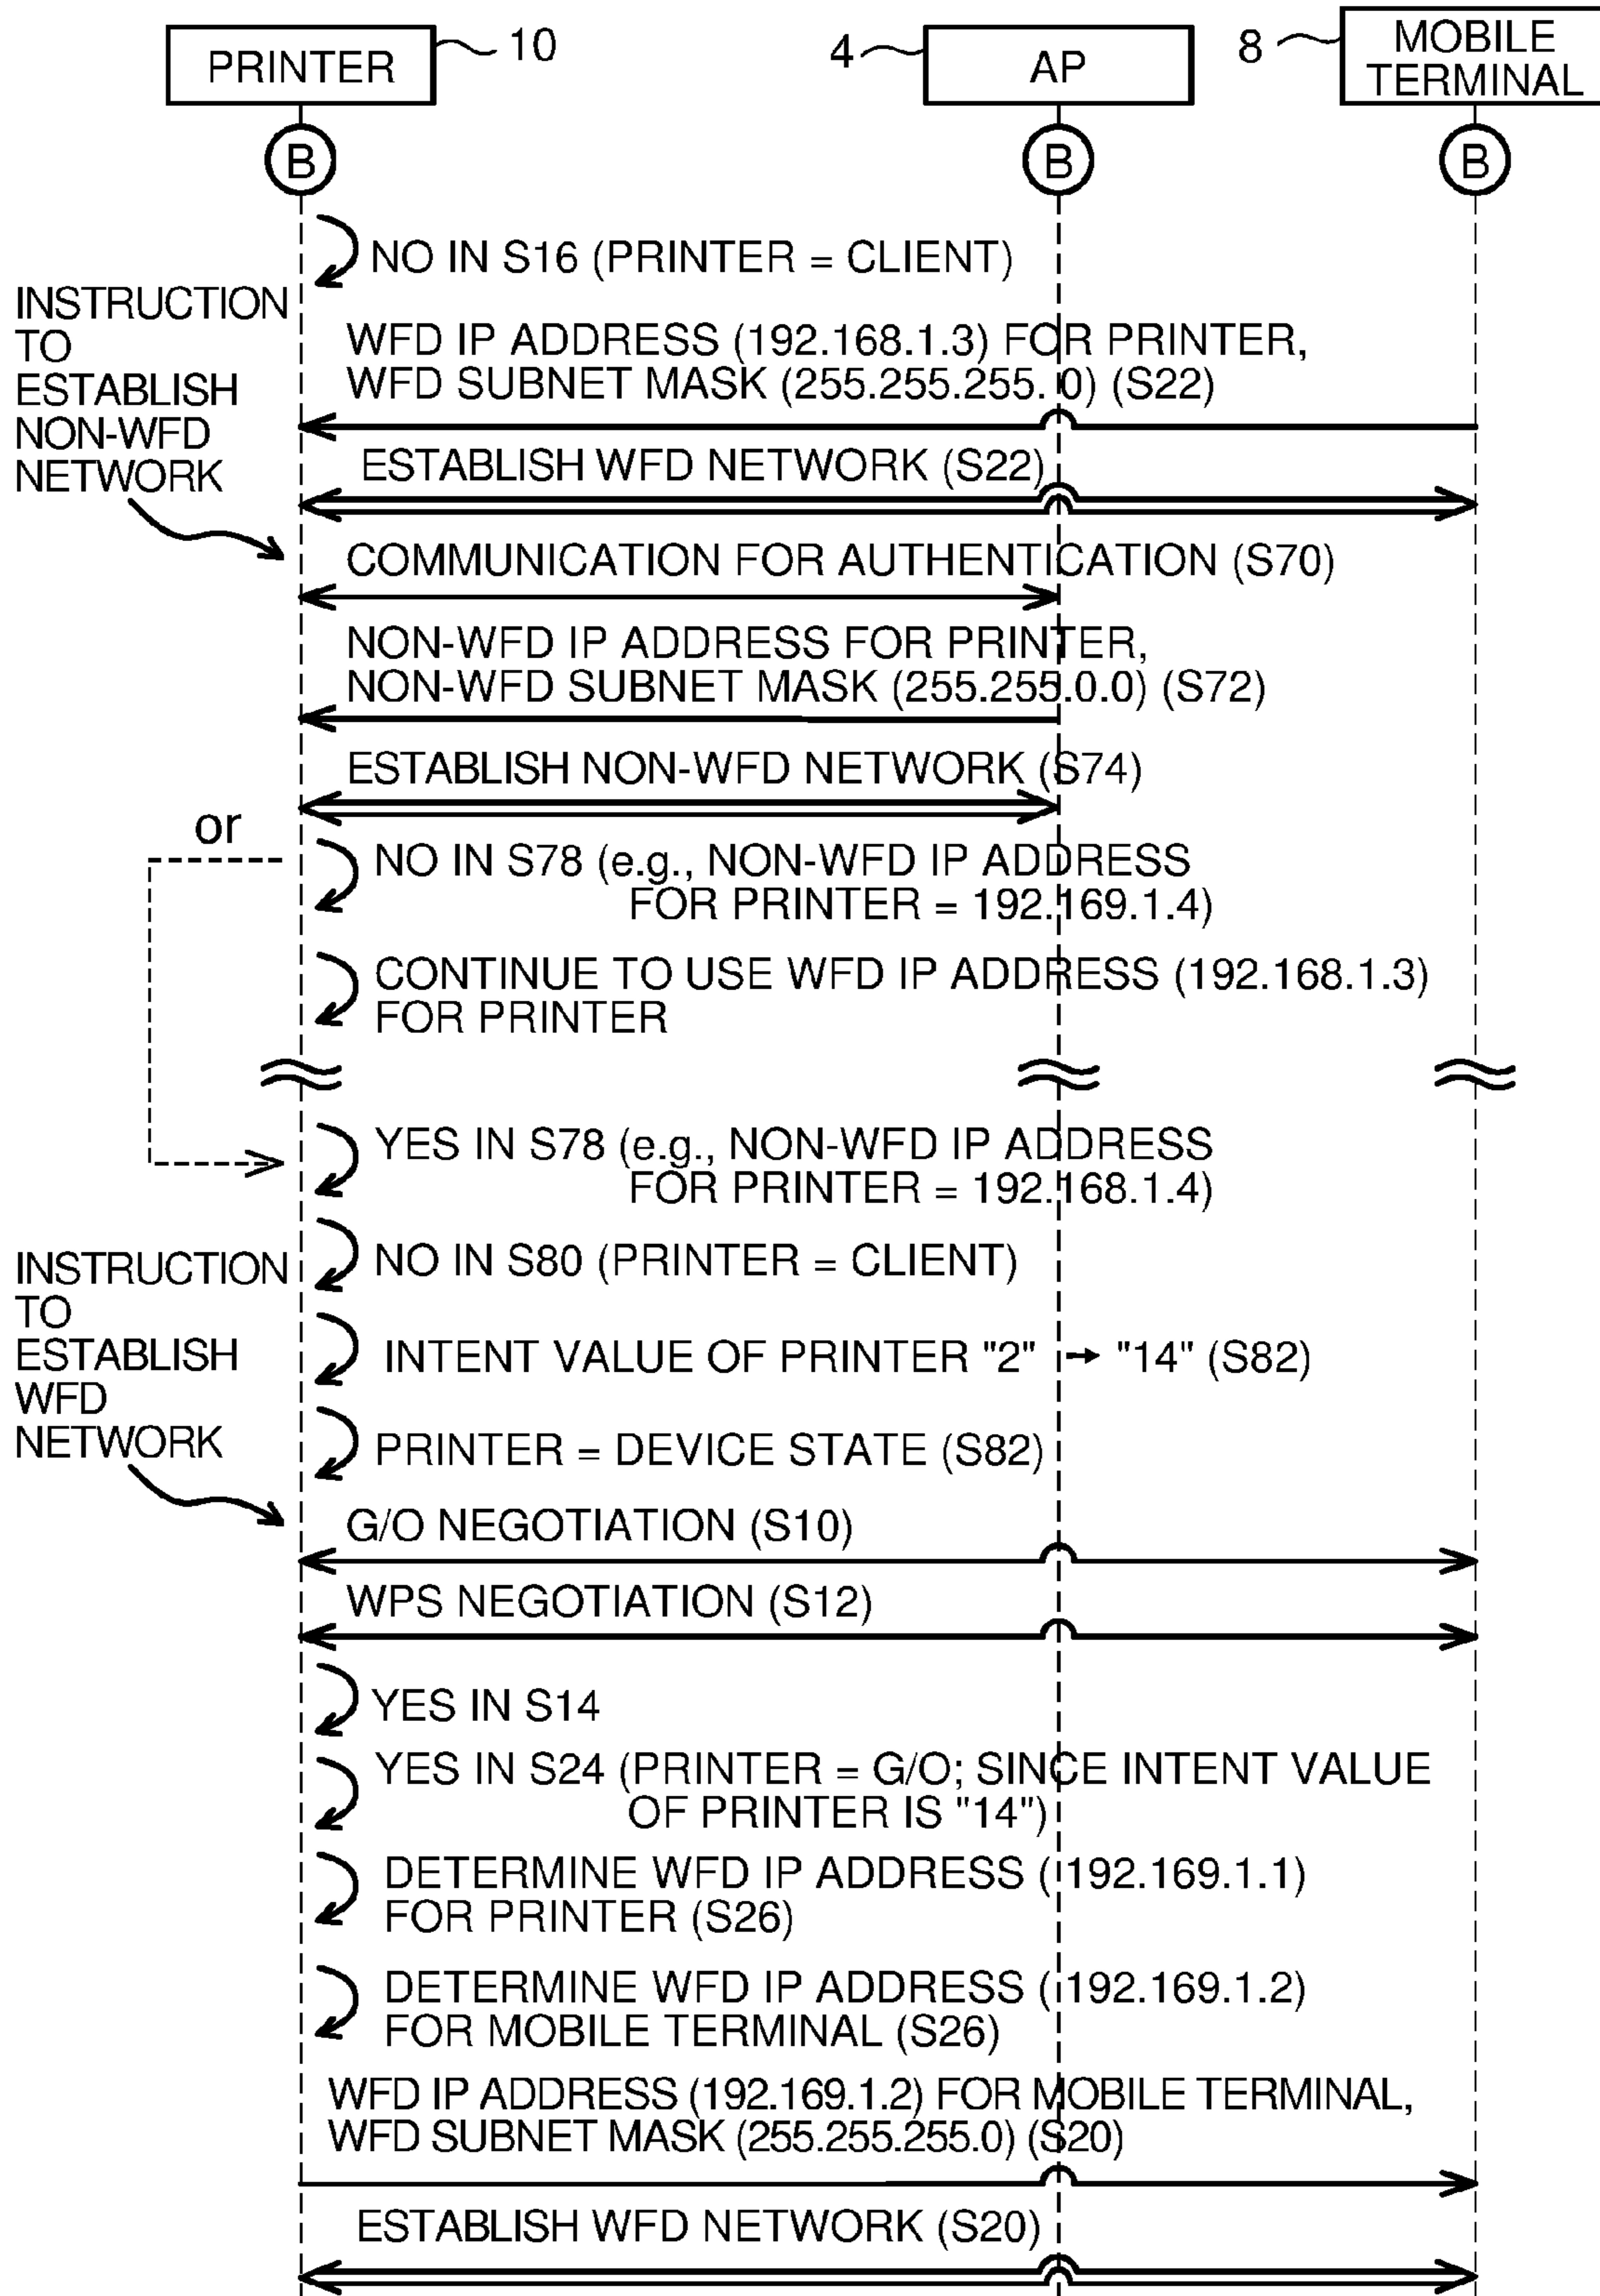 PRINTER
10
4
AP
8
MOBILE
TERMINAL
B
B
B
NO IN S16 (PRINTER = CLIENT)
INSTRUCTION
TO
ESTABLISH
NON-WFD
NETWORK
WFD IP ADDRESS (192.168.1.3) FOR PRINTER,
WFD SUBNET MASK (255.255.255. 0) (S22)
ESTABLISH WFD NETWORK (S22)
COMMUNICATION FOR AUTHENTICATION (S70)
NON-WFD IP ADDRESS FOR PRINTER,
NON-WFD SUBNET MASK (255.255.0.0) (S72)
ESTABLISH NON-WFD NETWORK (S74)
or
NO IN S78 (e.g., NON-WFD IP ADDRESS
FOR PRINTER = 192.169.1.4)
CONTINUE TO USE WFD IP ADDRESS (192.168.1.3)
FOR PRINTER
YES IN S78 (e.g., NON-WFD IP ADDRESS
FOR PRINTER = 192.168.1.4)
NO IN S80 (PRINTER = CLIENT)
INSTRUCTION
TO
ESTABLISH
WFD
NETWORK
INTENT VALUE OF PRINTER "2" → "14" (S82)
PRINTER = DEVICE STATE (S82)
G/O NEGOTIATION (S10)
WPS NEGOTIATION (S12)
YES IN S14
YES IN S24 (PRINTER = G/O; SINCE INTENT VALUE
OF PRINTER IS "14")
DETERMINE WFD IP ADDRESS (192.169.1.1)
FOR PRINTER (S26)
DETERMINE WFD IP ADDRESS (192.169.1.2)
FOR MOBILE TERMINAL (S26)
WFD IP ADDRESS (192.169.1.2) FOR MOBILE TERMINAL,
WFD SUBNET MASK (255.255.255.0) (S20)
ESTABLISH WFD NETWORK (S20)